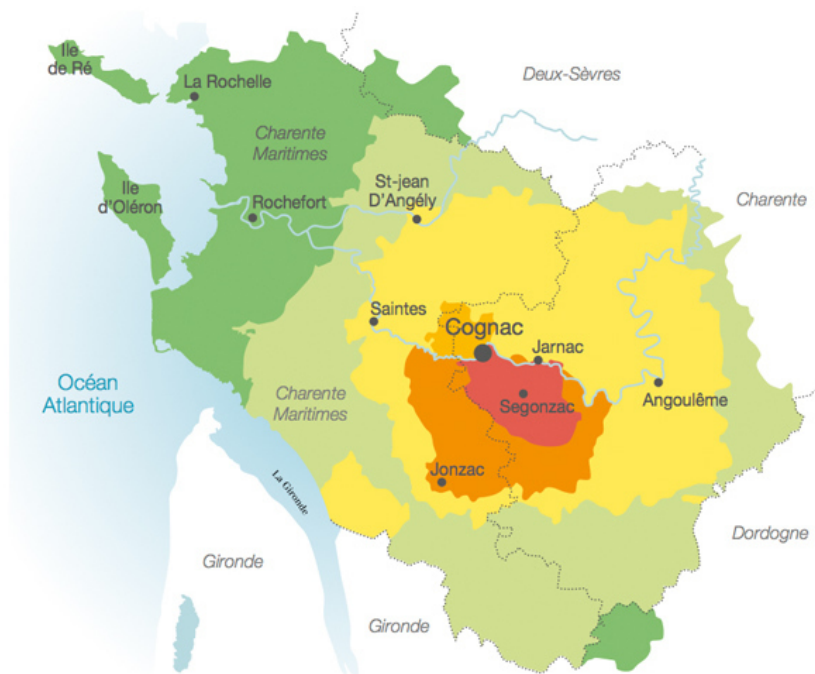 Ile
de Ré
La Rochelle
Deux-Sèvres
Charente
Maritimes
St-jean
D'Angély
Ile
d'Oléron
Rochefort
Charente
Saintes
Cognac
Jarnac
Océan
Atlantique
Charente
Maritimes
Segonzac
Angoulême
Jonzac
La Gironde
Gironde
Dordogne
Gironde